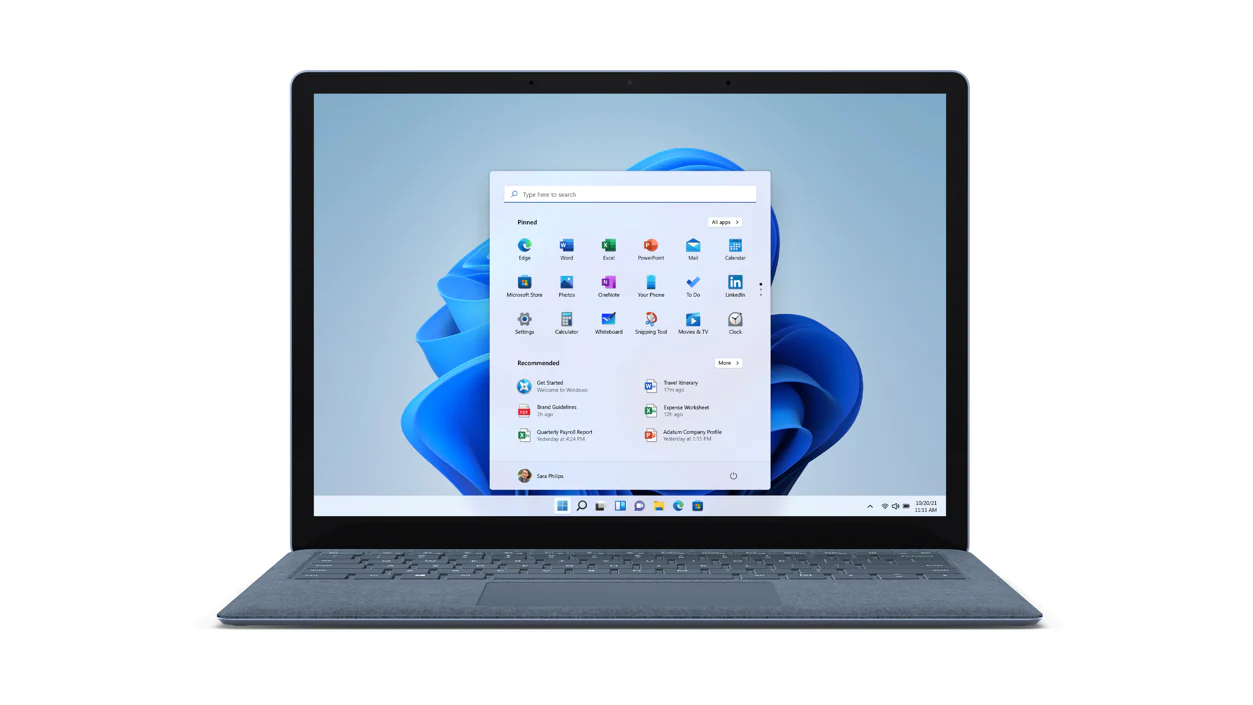 Type here to search
Pinned
All apps
Edge
Word
Excel
PowerPoint
Mail
Calendar
Microsoft Store
Photos
OneNote
Your Phone
To Do
LinkedIn
Settings
Calculator
Whiteboard
Snipping Tool
Movies & TV
Clock
Recommended
More
Get Started
Welcome to Windows
Travel Itinerary
17m ago
PDF
Brand Guidelines
2h ago
Expense Worksheet
12h ago
Quarterly Payroll Report
Yesterday at 4:24 PM
Adatum Company Profile
Yesterday at 1:15 PM
Sara Philips
10/20/21
11:11 AM